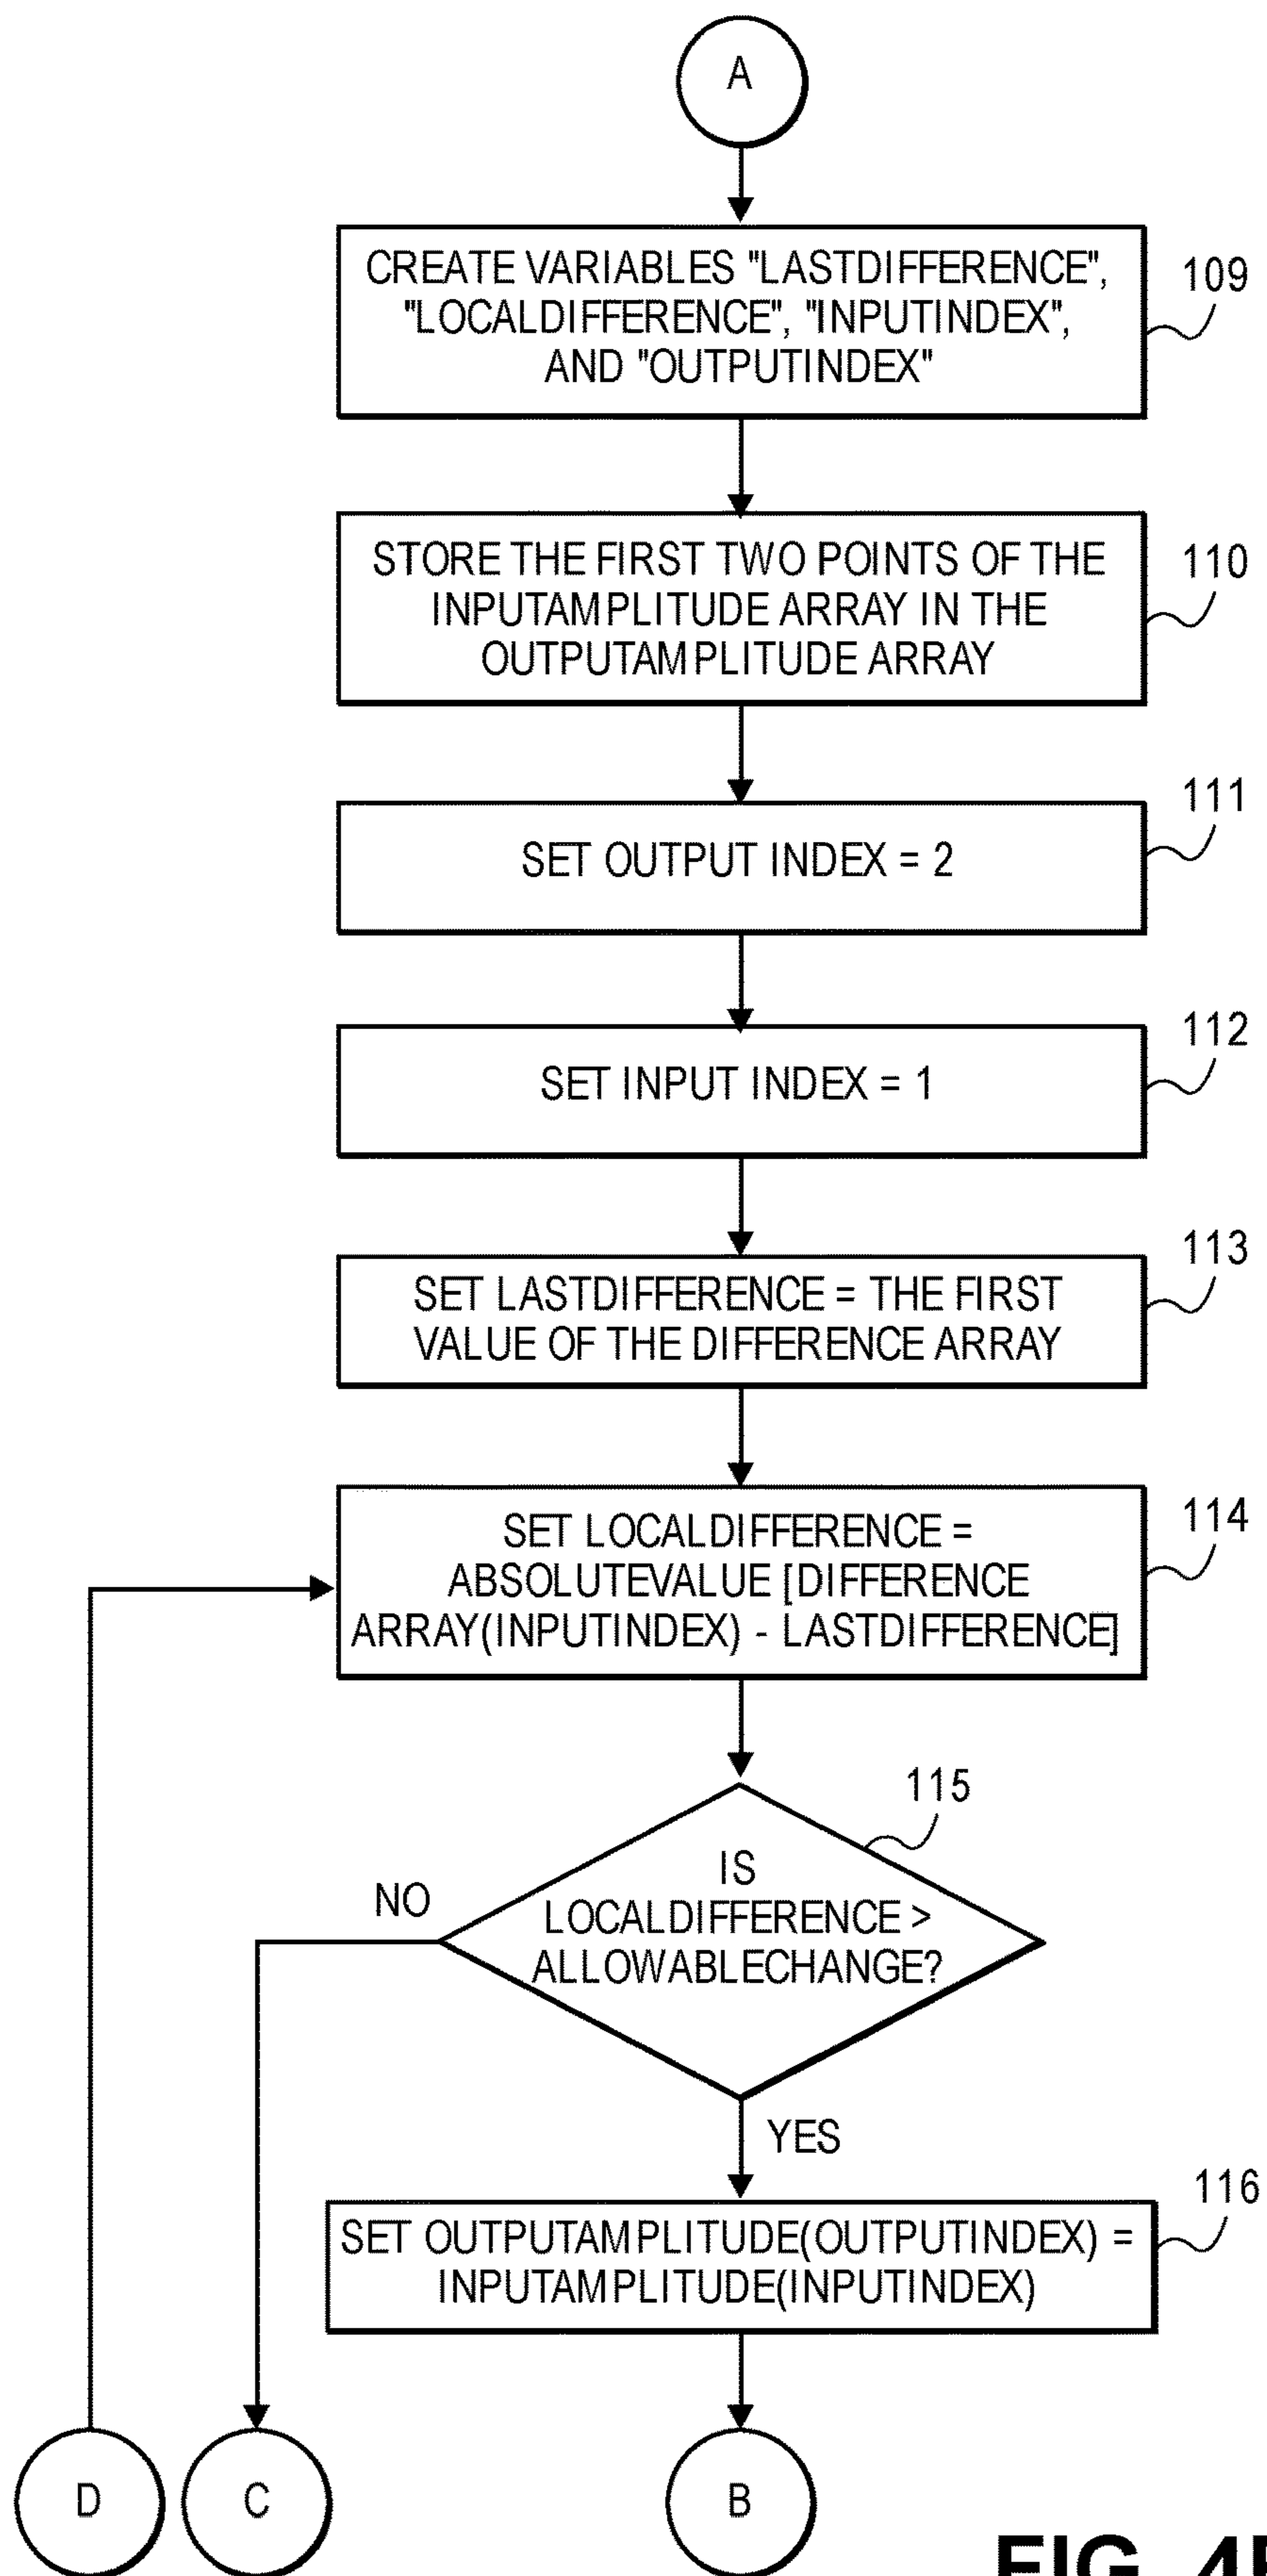 A
CREATE VARIABLES "LASTDIFFERENCE",
"LOCALDIFFERENCE", "INPUTINDEX",
AND "OUTPUTINDEX"
109
STORE THE FIRST TWO POINTS OF THE
INPUTAMPLITUDE ARRAY IN THE
OUTPUTAMPLITUDE ARRAY
110
SET OUTPUT INDEX = 2
111
SET INPUT INDEX = 1
112
SET LASTDIFFERENCE = THE FIRST
VALUE OF THE DIFFERENCE ARRAY
113
SET LOCALDIFFERENCE =
ABSOLUTEVALUE [DIFFERENCE
ARRAY(INPUTINDEX) - LASTDIFFERENCE]
114
115
IS
LOCALDIFFERENCE >
ALLOWABLECHANGE?
NO
YES
SET OUTPUTAMPLITUDE(OUTPUTINDEX) =
INPUTAMPLITUDE(INPUTINDEX)
116
D
C
B
FIG.